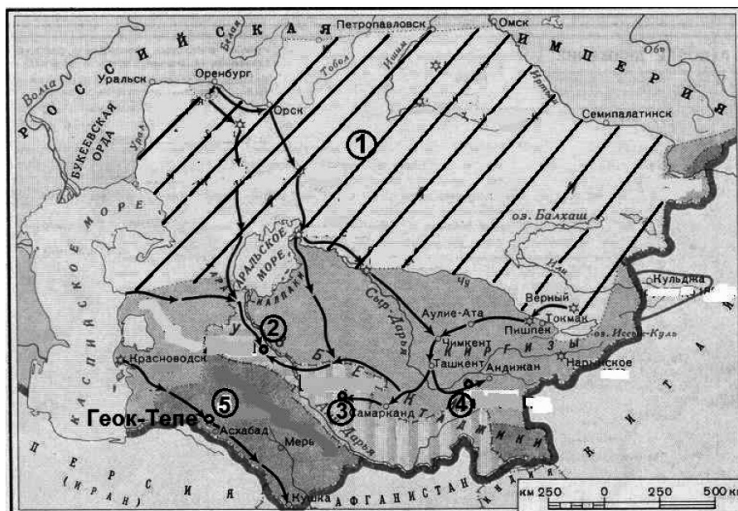 РОССИЙСКАЯ ИМПЕРИЯ
Петропавловск
Омск
Белая
Тобол
Ишим
Обь
Иртыш
Волга
Уральск
Оренбург
Орск
Семипалатинск
БУКЕЕВСКАЯ
ОРДА
Урал
1
КАСПИЙСКОЕ МОРЕ
АРАЛЬСКОЕ
МОРЕ
оз. Балхаш
Или
Чу
Кульджа
Верный
Аулие-Ата
Токмак
Пишпек
оз. Иссык-Куль
Сыр-Дарья
Чимкент
КИРГИЗЫ
Нарынское
Ташкент
Андижан
2
У
Б
Е
Красноводск
3
4
Самарканд
5
Геок-Тепе
Асхабад
Мерь
Дарья
КИТАЙ
ПЕРСИЯ
(ИРАН)
Кушка
АФГАНИСТАН
км 250 0 250 500 км